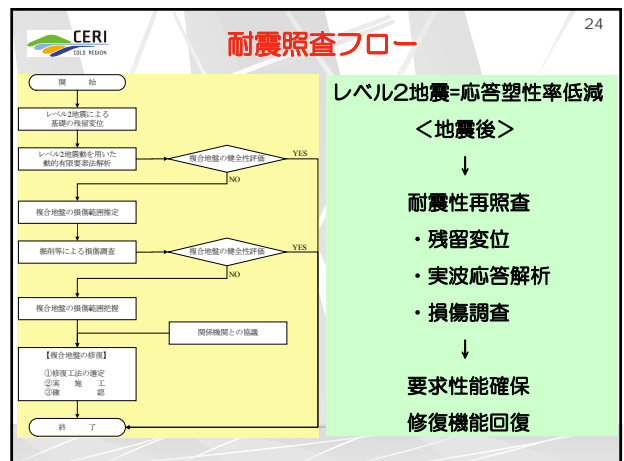 24
CERI
COLD REGION
耐震照査フロー
開　始
レベル2地震による
基礎の残留変位
レベル2地震動を用いた
動的有限要素法解析
複合地盤の健全性評価
YES
NO
複合地盤の損傷範囲推定
掘削等による損傷調査
複合地盤の健全性評価
YES
NO
複合地盤の損傷範囲把握
関係機関との協議
【複合地盤の修復】
①修復工法の選定
②実　施　工
③確　　　認
終　了
レベル2地震=応答塑性率低減
＜地震後＞
↓
耐震性再照査
・残留変位
・実波応答解析
・損傷調査
↓
要求性能確保
修復機能回復